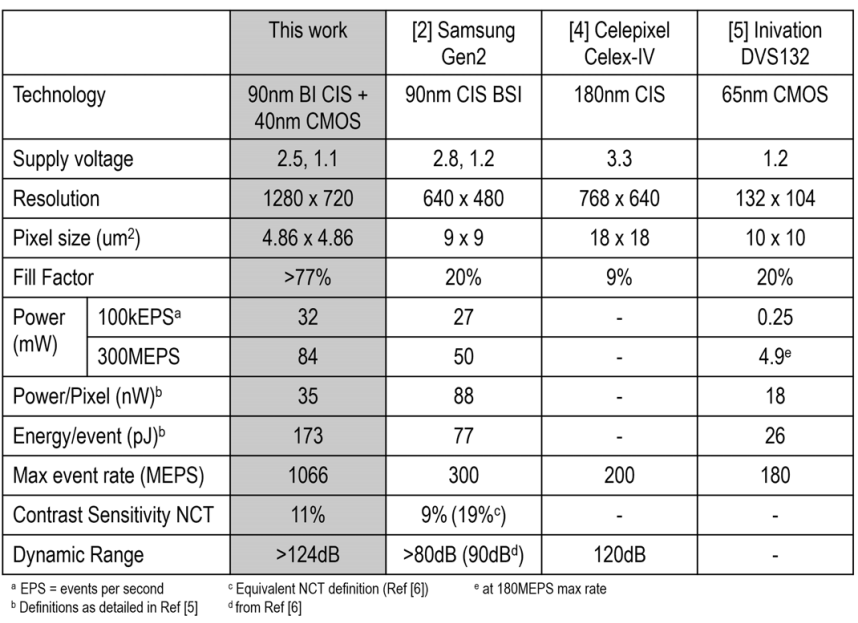 This work [2] Samsung Gen2 [4] Celepixel Celex-IV [5] Inivation DVS132
Technology 90nm BI CIS + 40nm CMOS 90nm CIS BSI 180nm CIS 65nm CMOS
Supply voltage 2.5, 1.1 2.8, 1.2 3.3 1.2
Resolution 1280 x 720 640 x 480 768 x 640 132 x 104
Pixel size (um²) 4.86 x 4.86 9 x 9 18 x 18 10 x 10
Fill Factor >77% 20% 9% 20%
Power (mW) 100kEPSᵃ 32 27 - 0.25
300MEPS 84 50 - 4.9ᵉ
Power/Pixel (nW)ᵇ 35 88 - 18
Energy/event (pJ)ᵇ 173 77 - 26
Max event rate (MEPS) 1066 300 200 180
Contrast Sensitivity NCT 11% 9% (19%ᶜ) - -
Dynamic Range >124dB >80dB (90dBᵈ) 120dB -
ᵃ EPS = events per second ᶜ Equivalent NCT definition (Ref [6]) ᵉ at 180MEPS max rate
ᵇ Definitions as detailed in Ref [5] ᵈ from Ref [6]